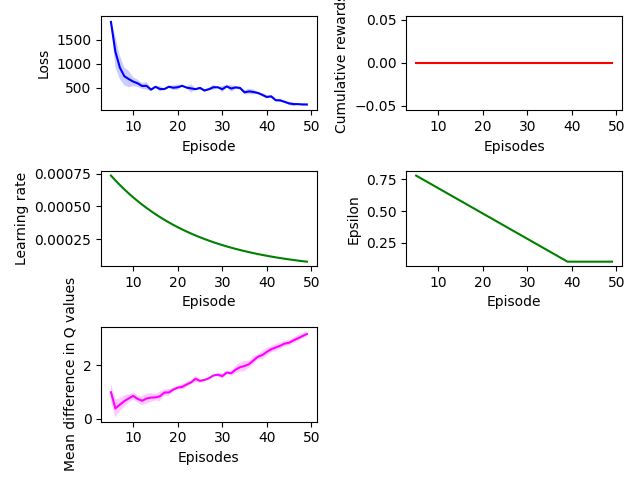 Loss
1500
1000
500
10 20 30 40 50
Episode
Cumulative rewards
0.05
0.00
−0.05
10 20 30 40 50
Episodes
Learning rate
0.00075
0.00050
0.00025
10 20 30 40 50
Episode
Epsilon
0.75
0.50
0.25
10 20 30 40 50
Episode
Mean difference in Q values
2
0
10 20 30 40 50
Episodes